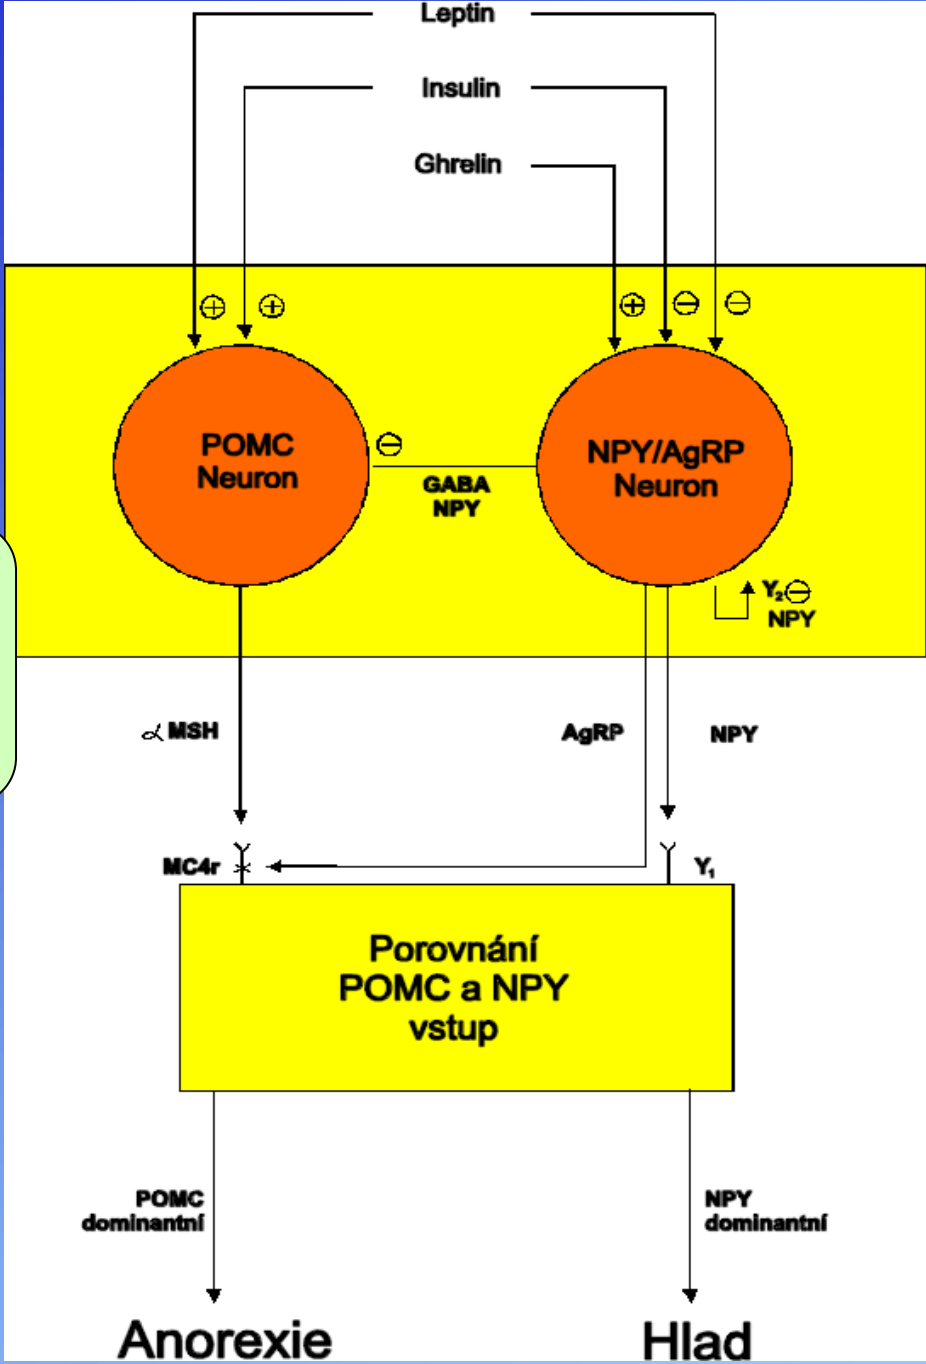 Leptin
Insulin
Ghrelin
⊕ ⊕
⊕ ⊖ ⊖
POMC
Neuron
⊖
GABA
NPY
NPY/AgRP
Neuron
Y₂⊖
NPY
α MSH
AgRP
NPY
MC4r
Y₁
Porovnání
POMC a NPY
vstup
POMC
dominantní
NPY
dominantní
Anorexie
Hlad